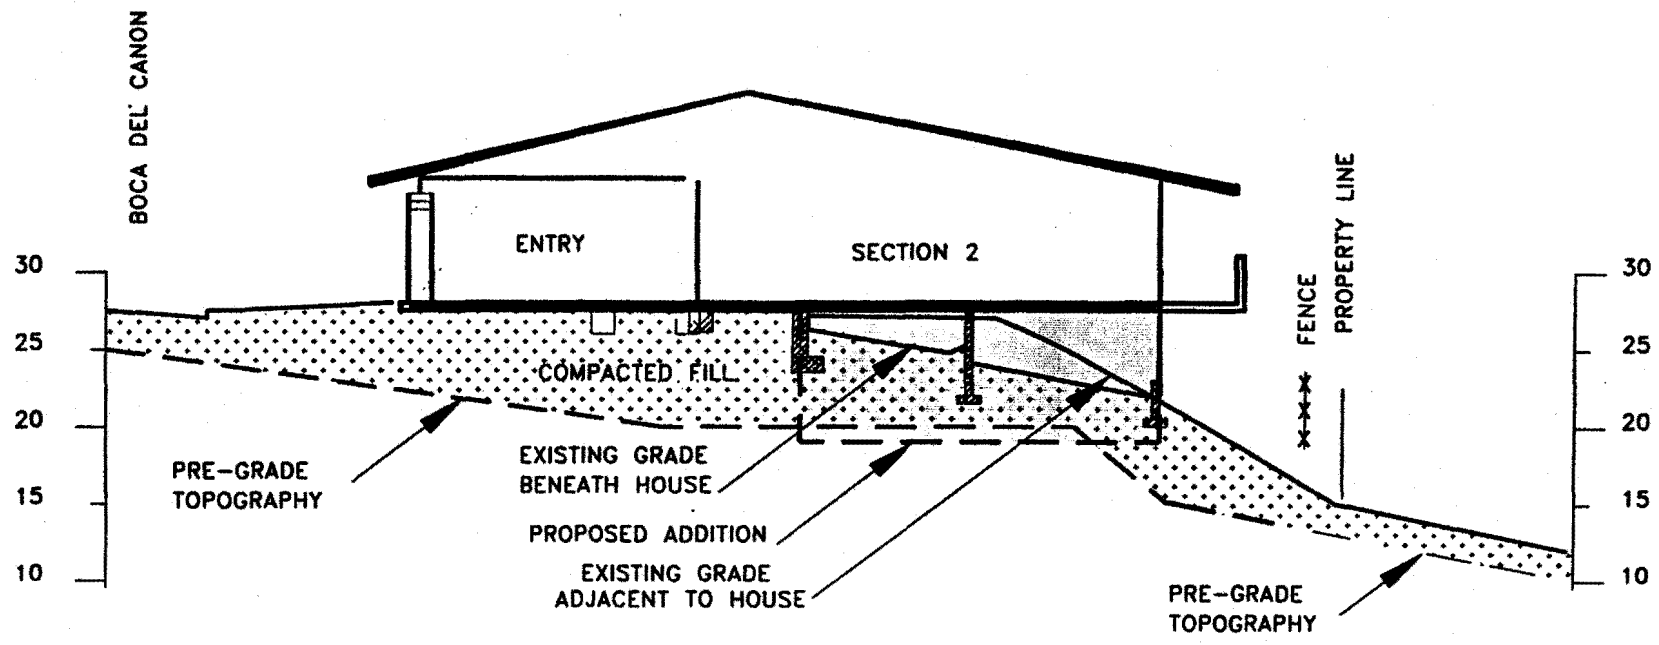 BOCA DEL CANON
ENTRY
SECTION 2
FENCE
PROPERTY LINE
30
25
20
15
10
30
25
20
15
10
COMPACTED FILL
PRE-GRADE
TOPOGRAPHY
EXISTING GRADE
BENEATH HOUSE
PROPOSED ADDITION
EXISTING GRADE
ADJACENT TO HOUSE
PRE-GRADE
TOPOGRAPHY